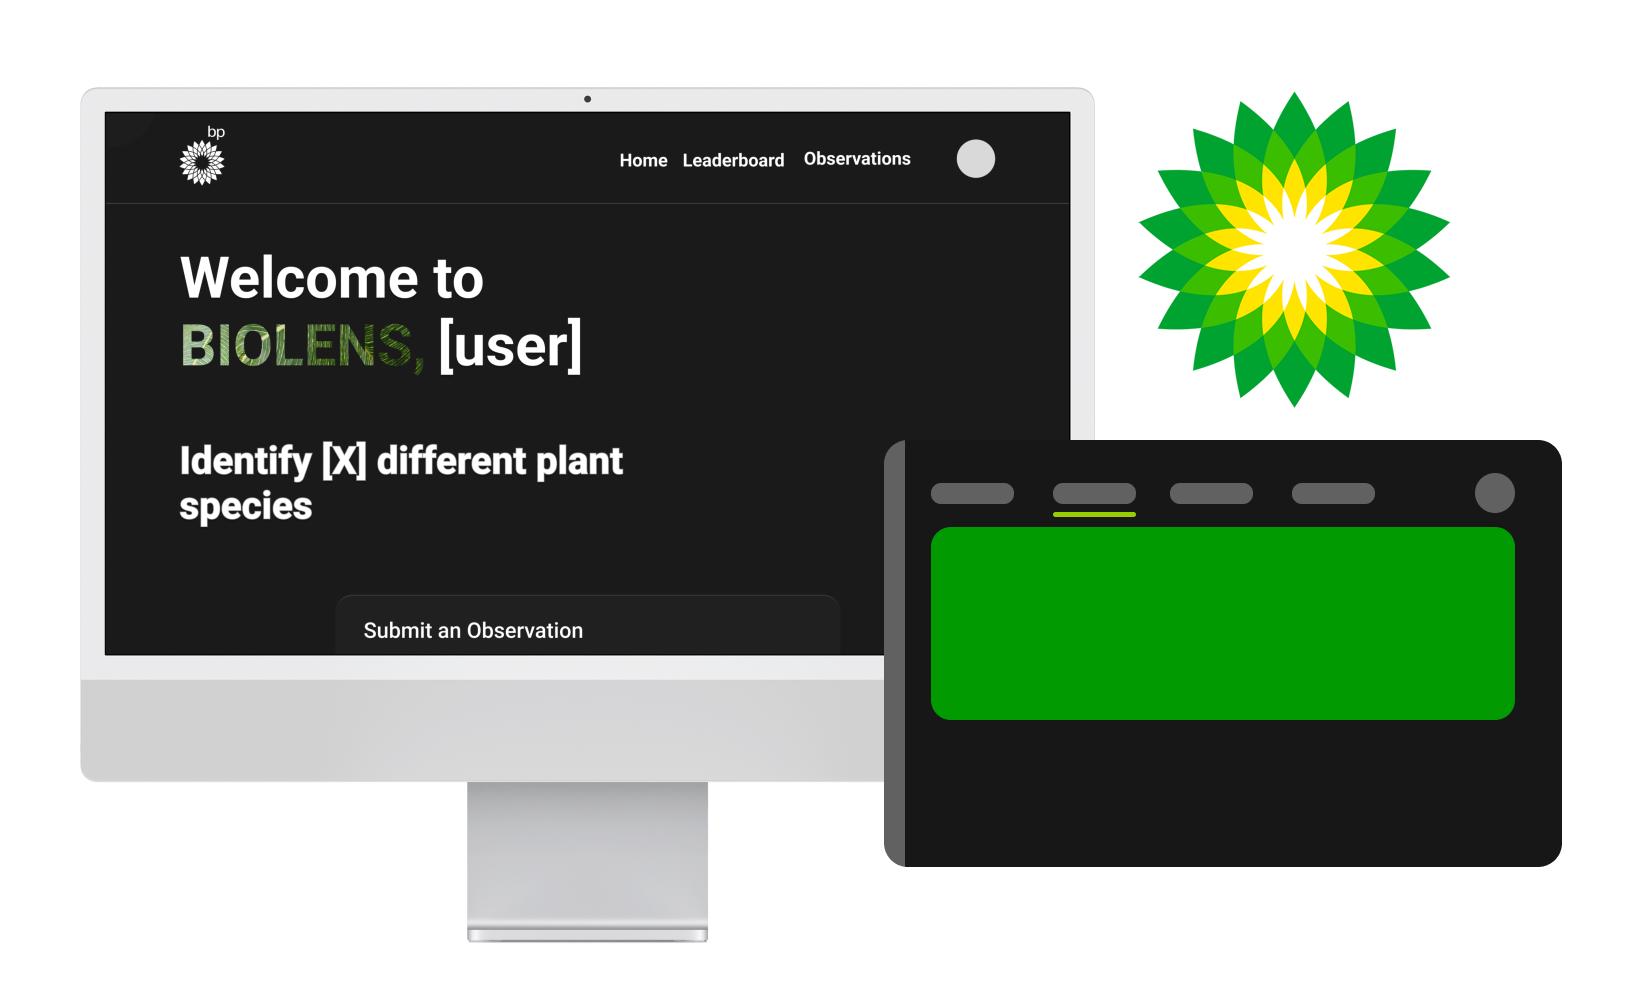 bp
Home Leaderboard Observations
Welcome to
BIOLENS, [user]
Identify [X] different plant
species
Submit an Observation